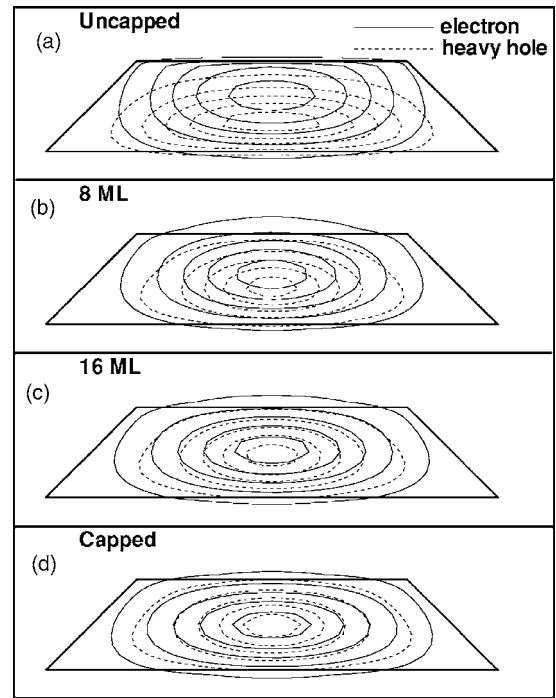 (a) Uncapped
electron
heavy hole
(b) 8 ML
(c) 16 ML
(d) Capped